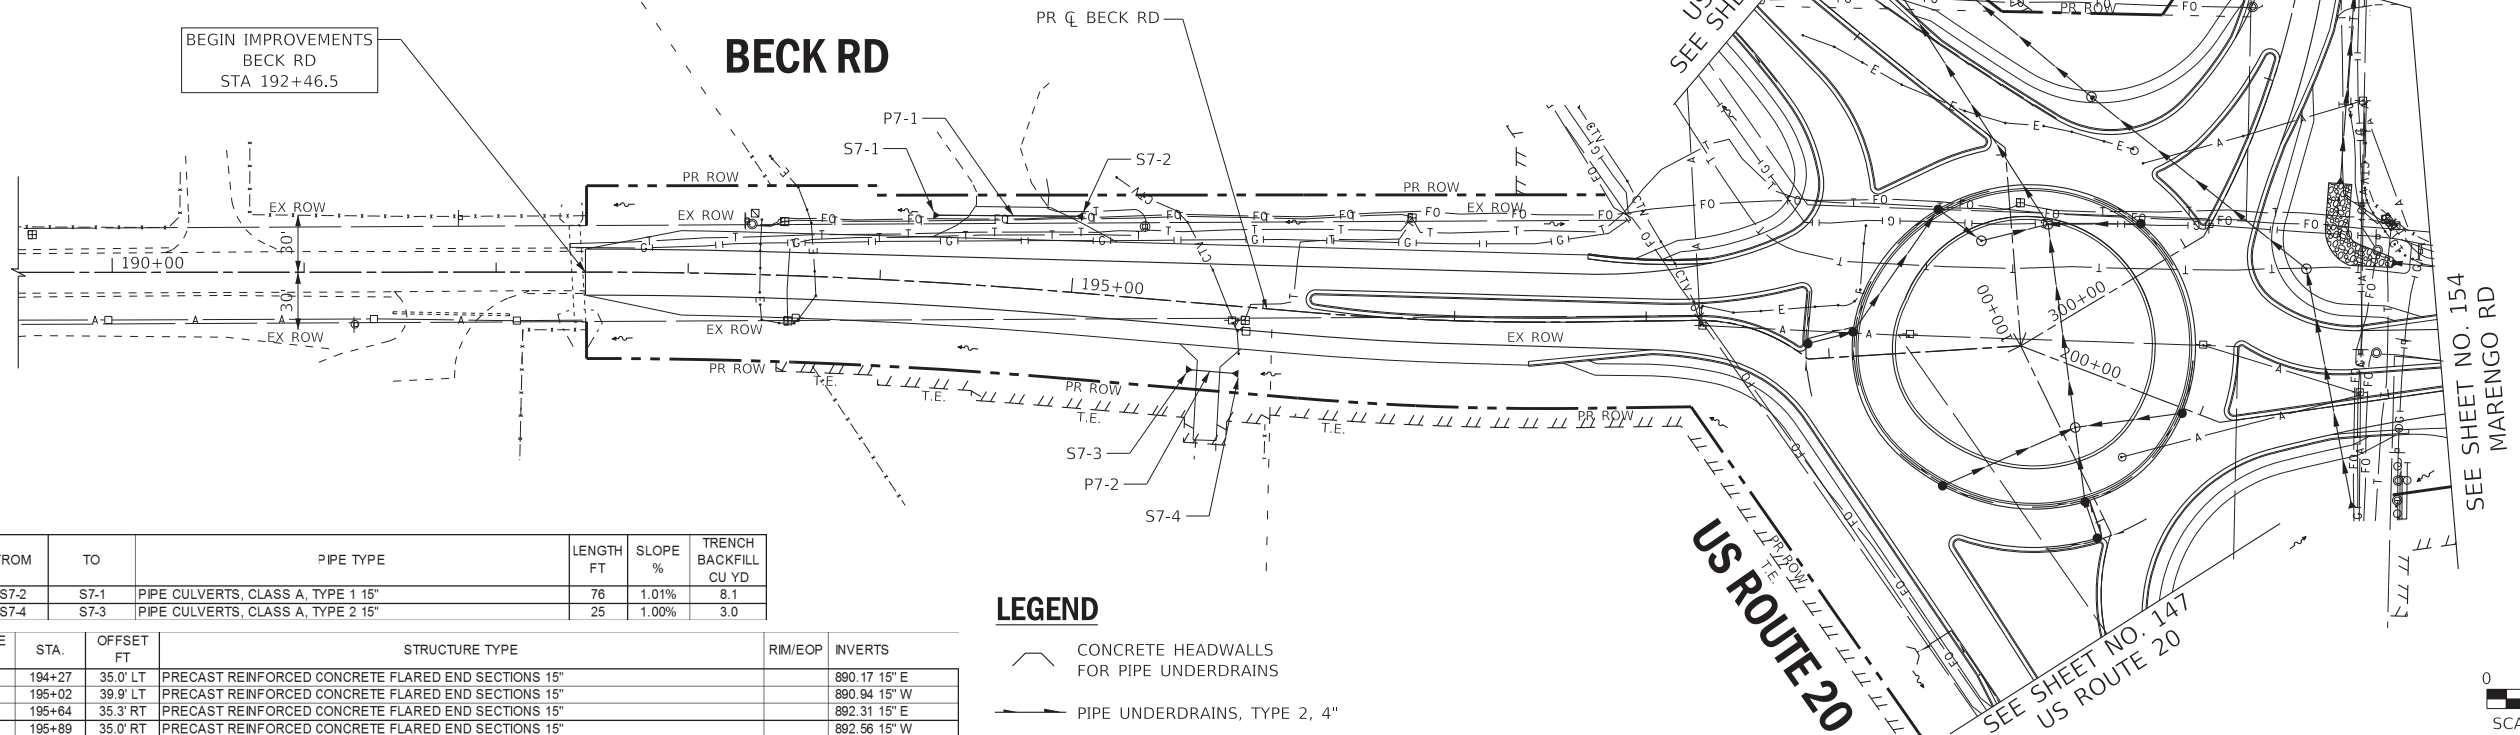 BEGIN IMPROVEMENTS
BECK RD
STA 192+46.5
BECK RD
PR ℄ BECK RD
P7-1
S7-1
S7-2
PR ROW
PR ROW
PR ROW
EX ROW
EX ROW
EX ROW
30'
30'
190+00
195+00
EX ROW
EX ROW
EX ROW
PR ROW
PR ROW
PR ROW
T.E.
T.E.
T.E.
T.E.
S7-3
P7-2
S7-4
100+00
300+00
200+00
SEE SHEET NO. 154
MARENGO RD
US ROUTE 20
PR ROW
T.E.
SEE SHEET NO. 147
US ROUTE 20
TO PIPE TYPE LENGTH FT SLOPE % TRENCH BACKFILL CU YD
S7-2 S7-1 PIPE CULVERTS, CLASS A, TYPE 1 15" 76 1.01% 8.1
S7-4 S7-3 PIPE CULVERTS, CLASS A, TYPE 2 15" 25 1.00% 3.0
STA. OFFSET FT STRUCTURE TYPE RIM/EOP INVERTS
194+27 35.0' LT PRECAST REINFORCED CONCRETE FLARED END SECTIONS 15" 890.17 15" E
195+02 39.9' LT PRECAST REINFORCED CONCRETE FLARED END SECTIONS 15" 890.94 15" W
195+64 35.3' RT PRECAST REINFORCED CONCRETE FLARED END SECTIONS 15" 892.31 15" E
195+89 35.0' RT PRECAST REINFORCED CONCRETE FLARED END SECTIONS 15" 892.56 15" W
LEGEND
CONCRETE HEADWALLS
FOR PIPE UNDERDRAINS
PIPE UNDERDRAINS, TYPE 2, 4"
0